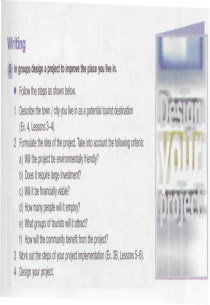 Writing
5 In groups design a project to improve the place you live in.
● Follow the steps as shown below.
1 Describe the town / city you live in as a potential tourist destination
(Ex. 4, Lessons 3–4).
2 Formulate the idea of the project. Take into account the following criteria:
a) Will the project be environmentally friendly?
b) Does it require large investment?
c) Will it be financially viable?
d) How many people will it employ?
e) What groups of tourists will it attract?
f) How will the community benefit from the project?
3 Work out the steps of your project implementation (Ex. 3B, Lessons 5–6).
4 Design your project.
Design
your
project